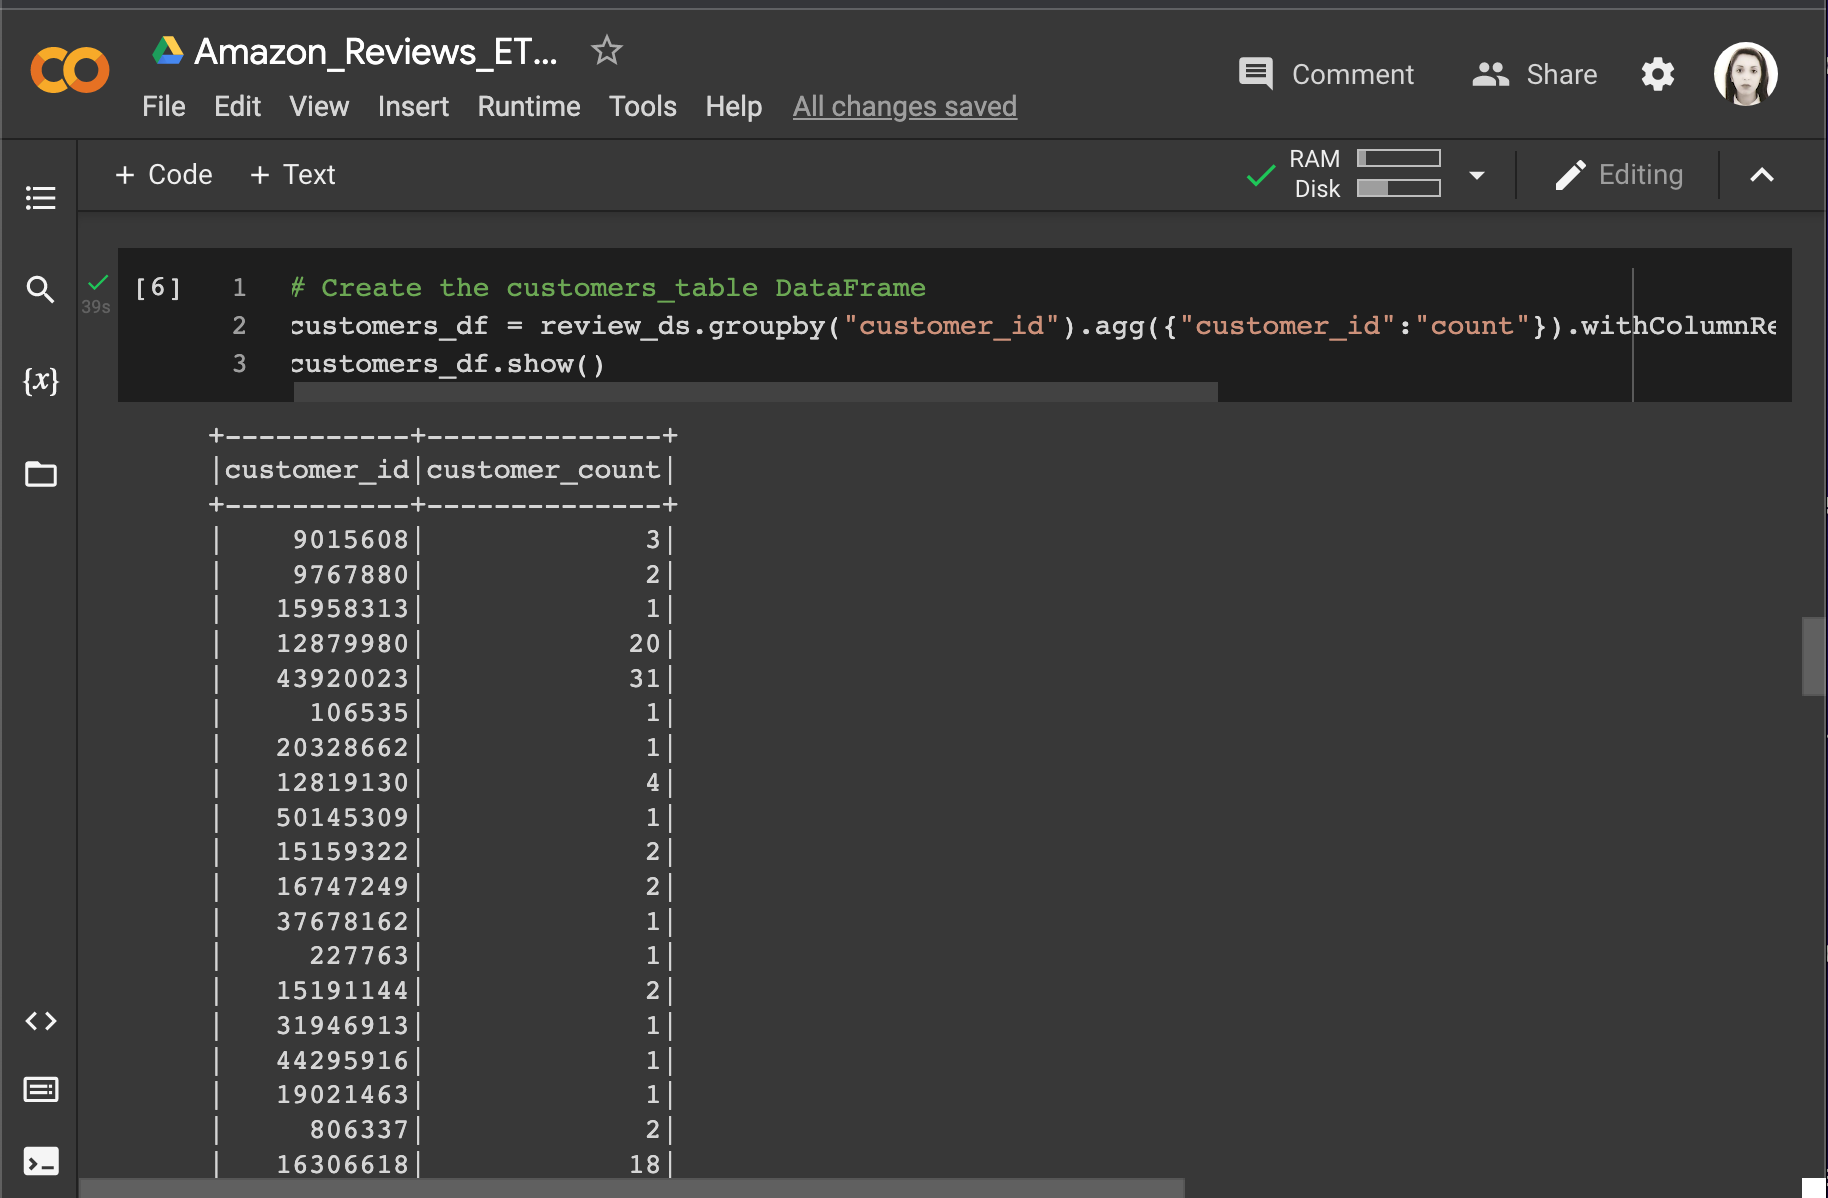 Amazon_Reviews_ET...
Comment
Share
File Edit View Insert Runtime Tools Help All changes saved
+ Code + Text
RAM
Disk
Editing
39s
[6]
1 # Create the customers_table DataFrame
2 customers_df = review_ds.groupby("customer_id").agg({"customer_id":"count"}).withColumnRe
3 customers_df.show()
{x}
+-----------+--------------+
|customer_id|customer_count|
+-----------+--------------+
|    9015608|             3|
|    9767880|             2|
|   15958313|             1|
|   12879980|            20|
|   43920023|            31|
|     106535|             1|
|   20328662|             1|
|   12819130|             4|
|   50145309|             1|
|   15159322|             2|
|   16747249|             2|
|   37678162|             1|
|     227763|             1|
|   15191144|             2|
|   31946913|             1|
|   44295916|             1|
|   19021463|             1|
|     806337|             2|
|   16306618|            18|